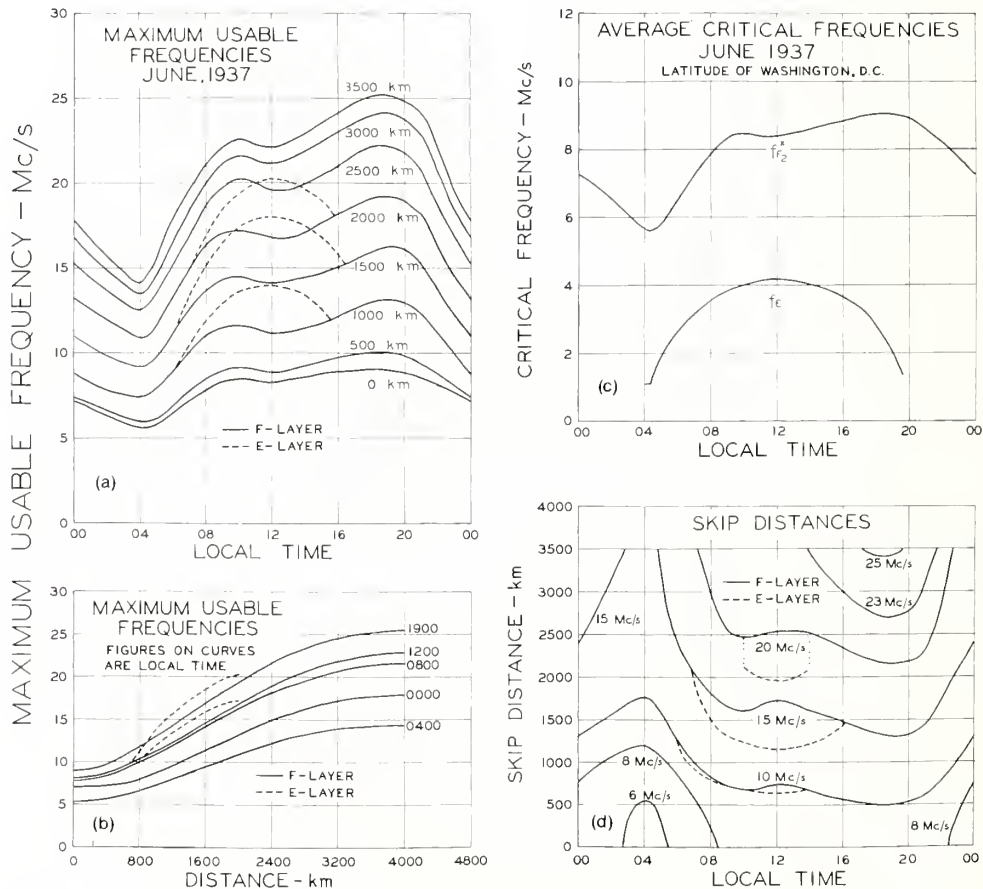 MAXIMUM USABLE FREQUENCY – Mc/s
MAXIMUM USABLE
FREQUENCIES
JUNE, 1937
30
25
20
15
10
5
0
3500 km
3000 km
2500 km
2000 km
1500 km
1000 km
500 km
0 km
F-LAYER
E-LAYER
(a)
00 04 08 12 16 20 00
LOCAL TIME
MAXIMUM USABLE
FREQUENCIES
FIGURES ON CURVES
ARE LOCAL TIME
30
25
20
15
10
5
0
1900
1200
0800
0000
0400
F-LAYER
E-LAYER
(b)
0 800 1600 2400 3200 4000 4800
DISTANCE – km
AVERAGE CRITICAL FREQUENCIES
JUNE 1937
LATITUDE OF WASHINGTON, D.C.
CRITICAL FREQUENCY – Mc/s
12
10
8
6
4
2
0
fF2x
fE
(c)
00 04 08 12 16 20 00
LOCAL TIME
SKIP DISTANCES
SKIP DISTANCE – km
4000
3500
3000
2500
2000
1500
1000
500
0
F-LAYER
E-LAYER
25 Mc/s
23 Mc/s
15 Mc/s
20 Mc/s
15 Mc/s
10 Mc/s
8 Mc/s
6 Mc/s
8 Mc/s
(d)
00 04 08 12 16 20 00
LOCAL TIME